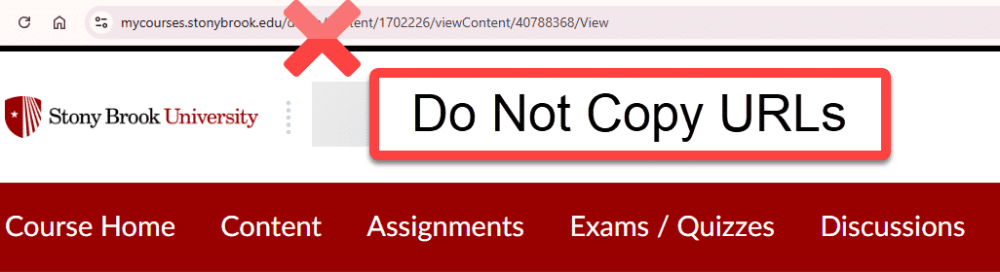 mycourses.stonybrook.edu/d	ent/1702226/viewContent/40788368/View
Stony Brook University
Do Not Copy URLs
Course Home Content Assignments Exams / Quizzes Discussions